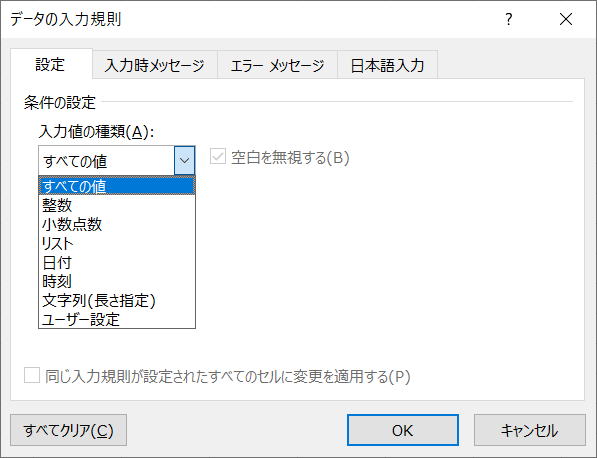 データの入力規則
設定
入力時メッセージ
エラー メッセージ
日本語入力
条件の設定
入力値の種類(A):
すべての値
空白を無視する(B)
すべての値
整数
小数点数
リスト
日付
時刻
文字列(長さ指定)
ユーザー設定
同じ入力規則が設定されたすべてのセルに変更を適用する(P)
すべてクリア(C)
OK
キャンセル